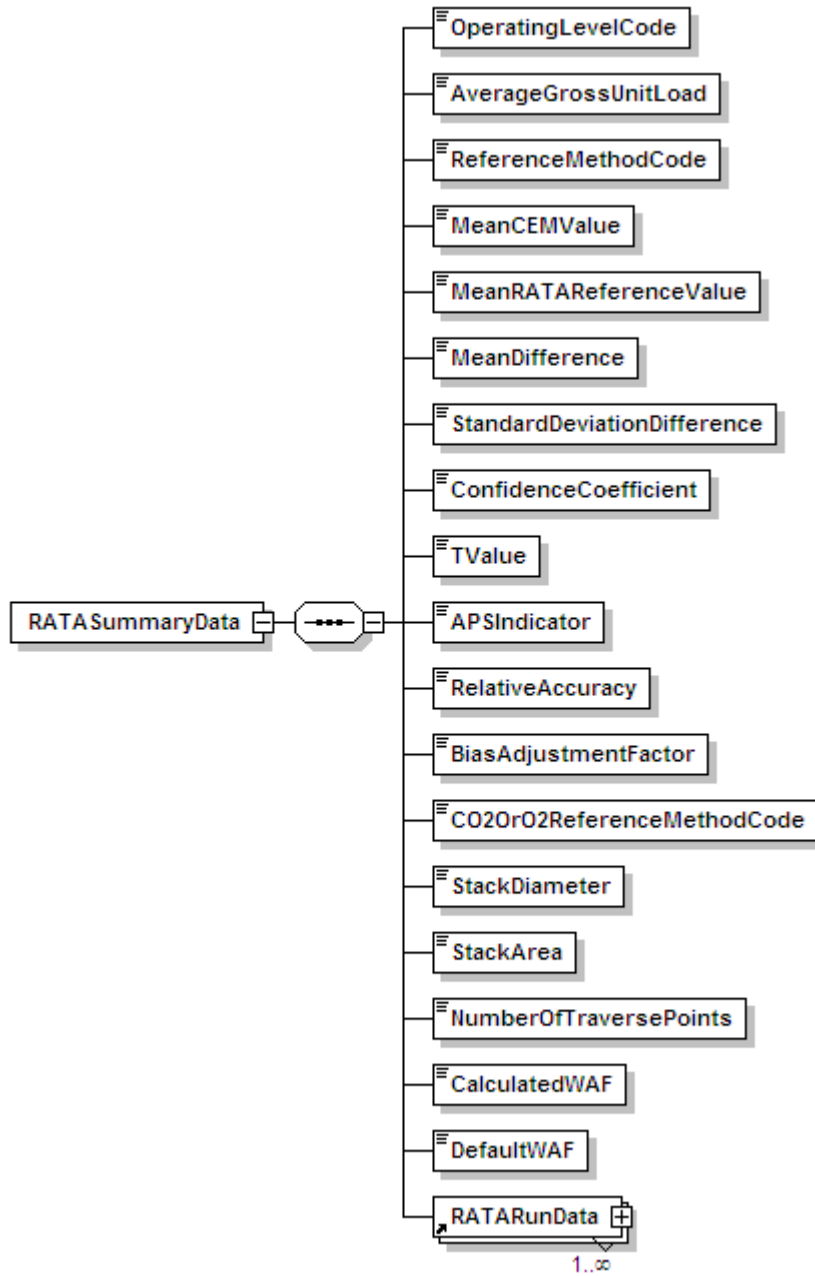 OperatingLevelCode
AverageGrossUnitLoad
ReferenceMethodCode
MeanCEMValue
MeanRATAReferenceValue
MeanDifference
StandardDeviationDifference
ConfidenceCoefficient
TValue
RATASummaryData
APSIndicator
RelativeAccuracy
BiasAdjustmentFactor
CO2OrO2ReferenceMethodCode
StackDiameter
StackArea
NumberOfTraversePoints
CalculatedWAF
DefaultWAF
RATARunData
1..∞